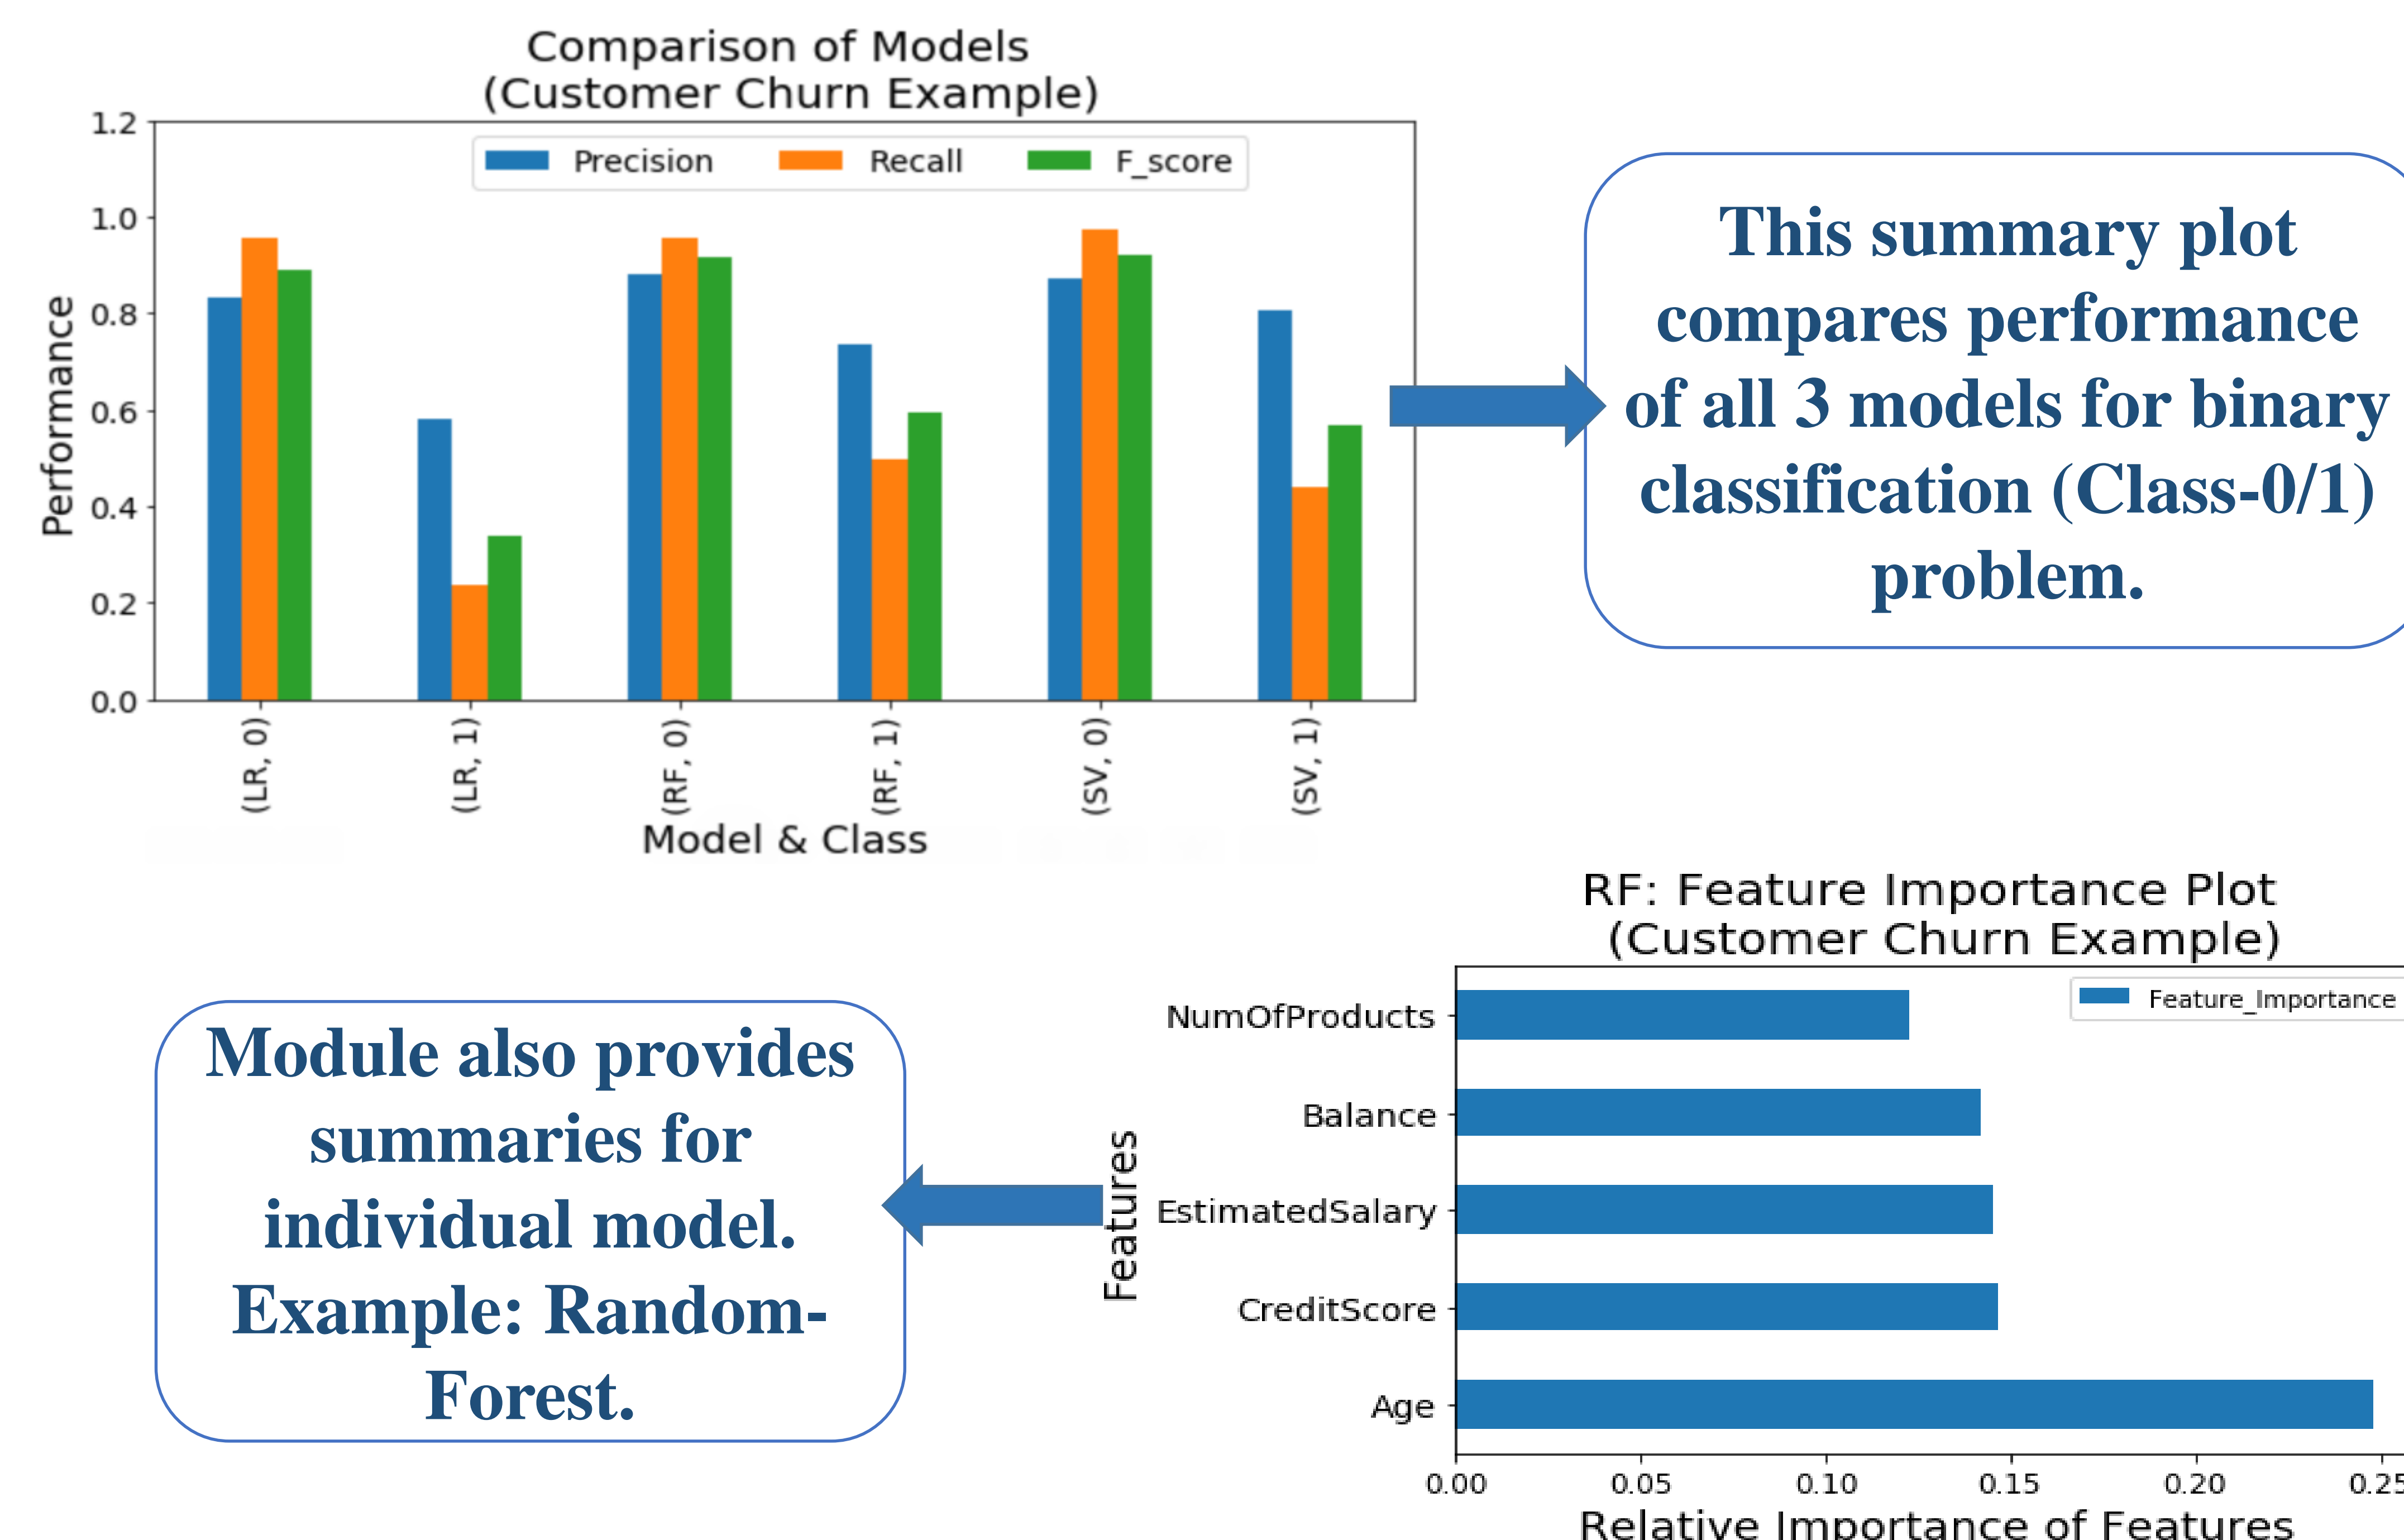 Comparison of Models
(Customer Churn Example)
1.2
1.0
0.8
0.6
0.4
0.2
0.0
Performance
Precision Recall F_score
(LR, 0) (LR, 1) (RF, 0) (RF, 1) (SV, 0) (SV, 1)
Model & Class
This summary plot
compares performance
of all 3 models for binary
classification (Class-0/1)
problem.
Module also provides
summaries for
individual model.
Example: Random-
Forest.
RF: Feature Importance Plot
(Customer Churn Example)
Feature_Importance
Features
NumOfProducts
Balance
EstimatedSalary
CreditScore
Age
0.00 0.05 0.10 0.15 0.20 0.25
Relative Importance of Features